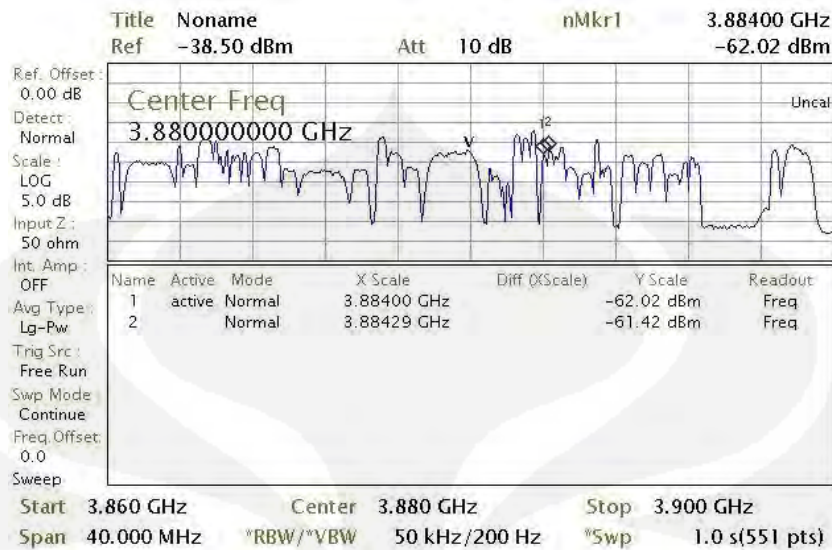 Title Noname nMkr1 3.88400 GHz
Ref -38.50 dBm Att 10 dB -62.02 dBm
Ref. Offset :
0.00 dB
Detect :
Normal
Scale :
LOG
5.0 dB
Input Z :
50 ohm
Int. Amp :
OFF
Avg Type :
Lg-Pw
Trig Src :
Free Run
Swp Mode
Continue
Freq.Offset:
0.0
Sweep
Center Freq
3.880000000 GHz
Uncal
12
Name Active Mode X Scale Diff (XScale) Y Scale Readout
1 active Normal 3.88400 GHz -62.02 dBm Freq
2 Normal 3.88429 GHz -61.42 dBm Freq
Start 3.860 GHz Center 3.880 GHz Stop 3.900 GHz
Span 40.000 MHz *RBW/*VBW 50 kHz/200 Hz *Swp 1.0 s(551 pts)